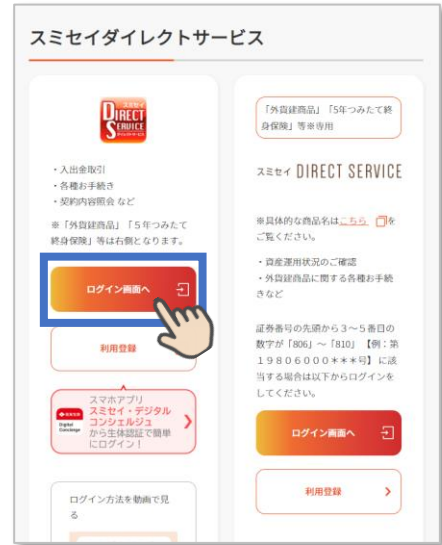 スミセイダイレクトサービス
スミセイ
DIRECT
SERVICE
・入出金取引
・各種お手続き
・契約内容照会 など
※「外貨建商品」「５年つみたて
終身保険」等は右側となります。
ログイン画面へ
利用登録
スマホアプリ
スミセイ・デジタル
コンシェルジュ
から生体認証で簡単
にログイン！
Digital
Concierge
ログイン方法を動画で見
る
「外貨建商品」「5年つみたて終
身保険」等※専用
スミセイ DIRECT SERVICE
※具体的な商品名はこちら を
ご覧ください。
・資産運用状況のご確認
・外貨建商品に関する各種お手続
きなど
証券番号の先頭から３～５番目の
数字が「806」～「810」【例：第
１９８０６０００＊＊＊号】に該
当する場合は以下からログインを
してください。
ログイン画面へ
利用登録